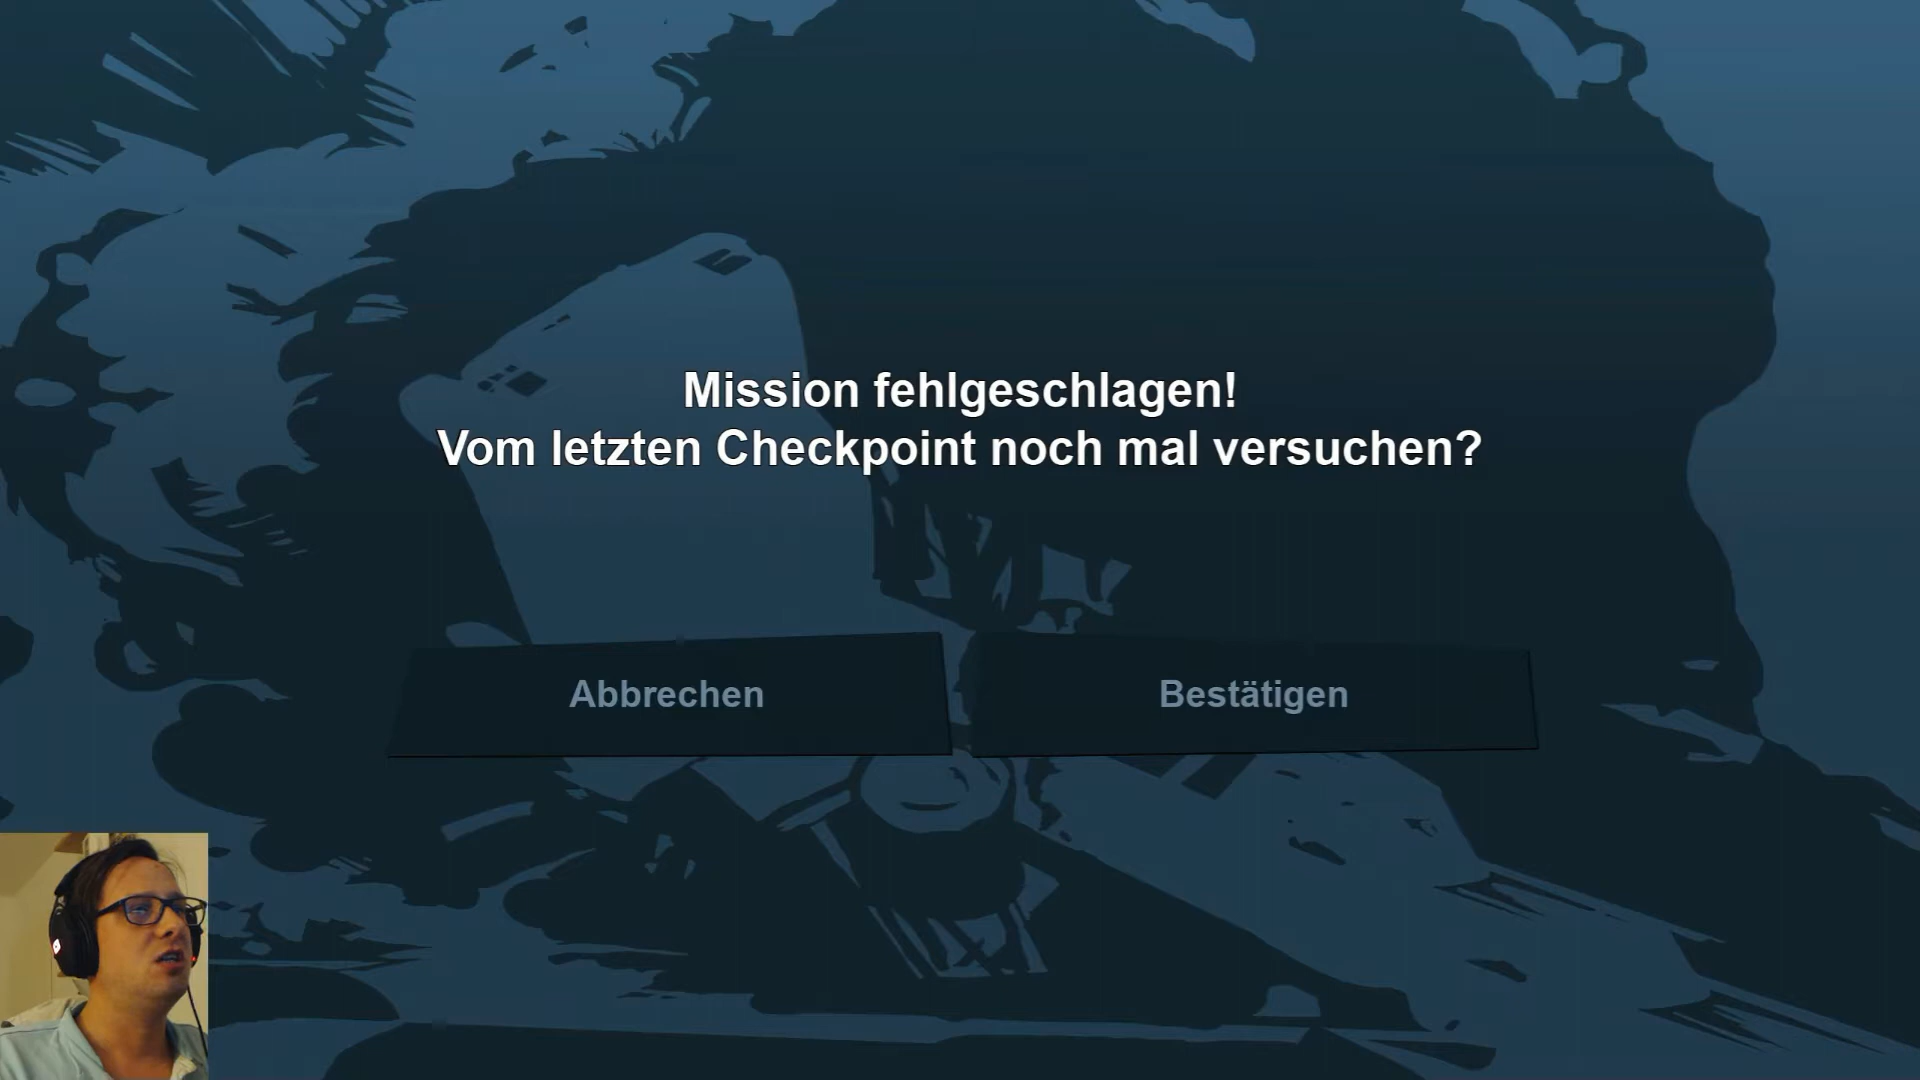 Mission fehlgeschlagen!
Vom letzten Checkpoint noch mal versuchen?
Abbrechen
Bestätigen